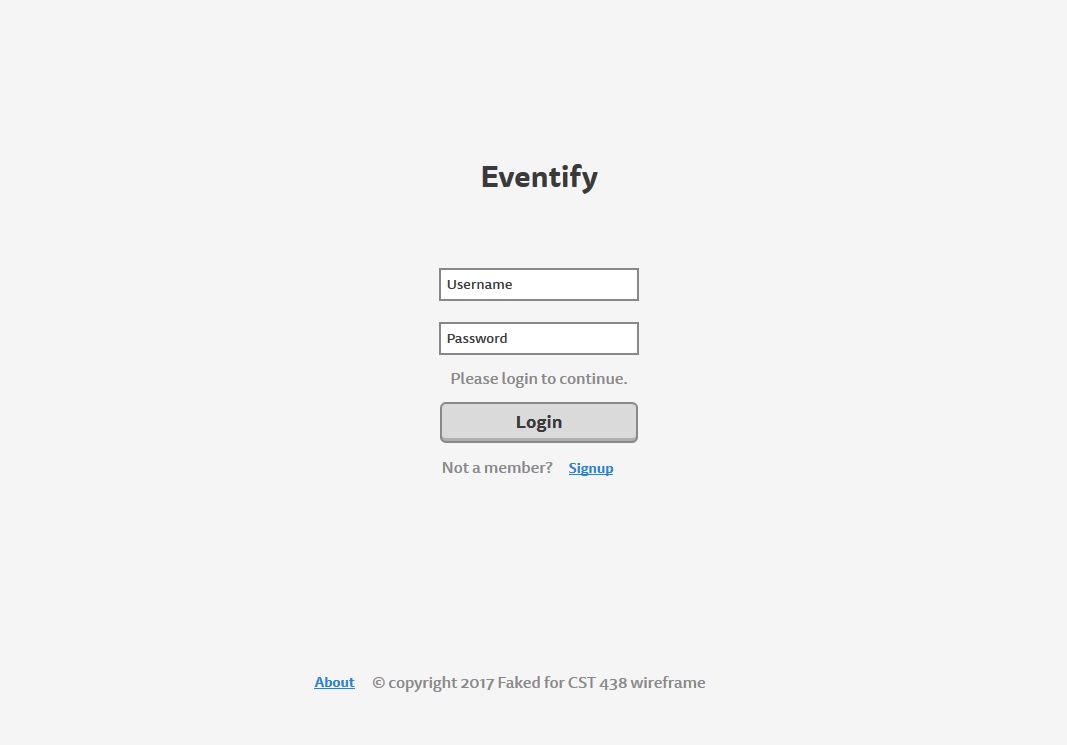 Eventify
Username
Password
Please login to continue.
Login
Not a member? Signup
About © copyright 2017 Faked for CST 438 wireframe